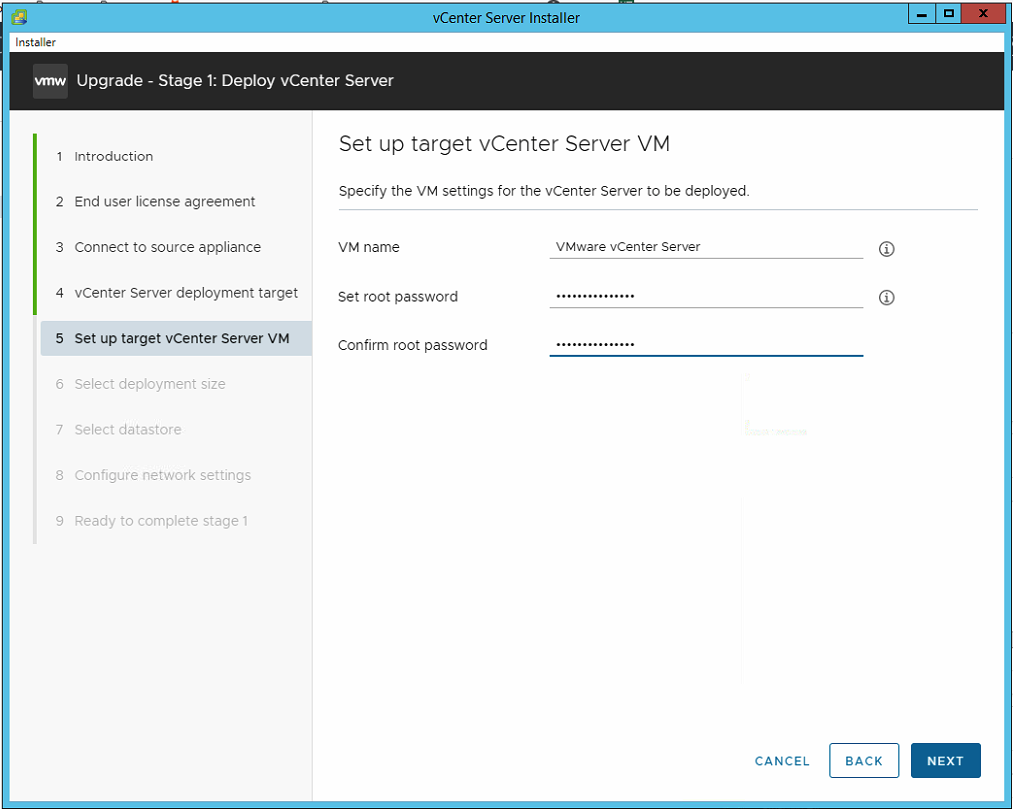 vCenter Server Installer
Installer
vmw Upgrade - Stage 1: Deploy vCenter Server
1 Introduction
2 End user license agreement
3 Connect to source appliance
4 vCenter Server deployment target
5 Set up target vCenter Server VM
6 Select deployment size
7 Select datastore
8 Configure network settings
9 Ready to complete stage 1
Set up target vCenter Server VM
Specify the VM settings for the vCenter Server to be deployed.
VM name VMware vCenter Server
Set root password •••••••••••••••
Confirm root password •••••••••••••••
CANCEL BACK NEXT